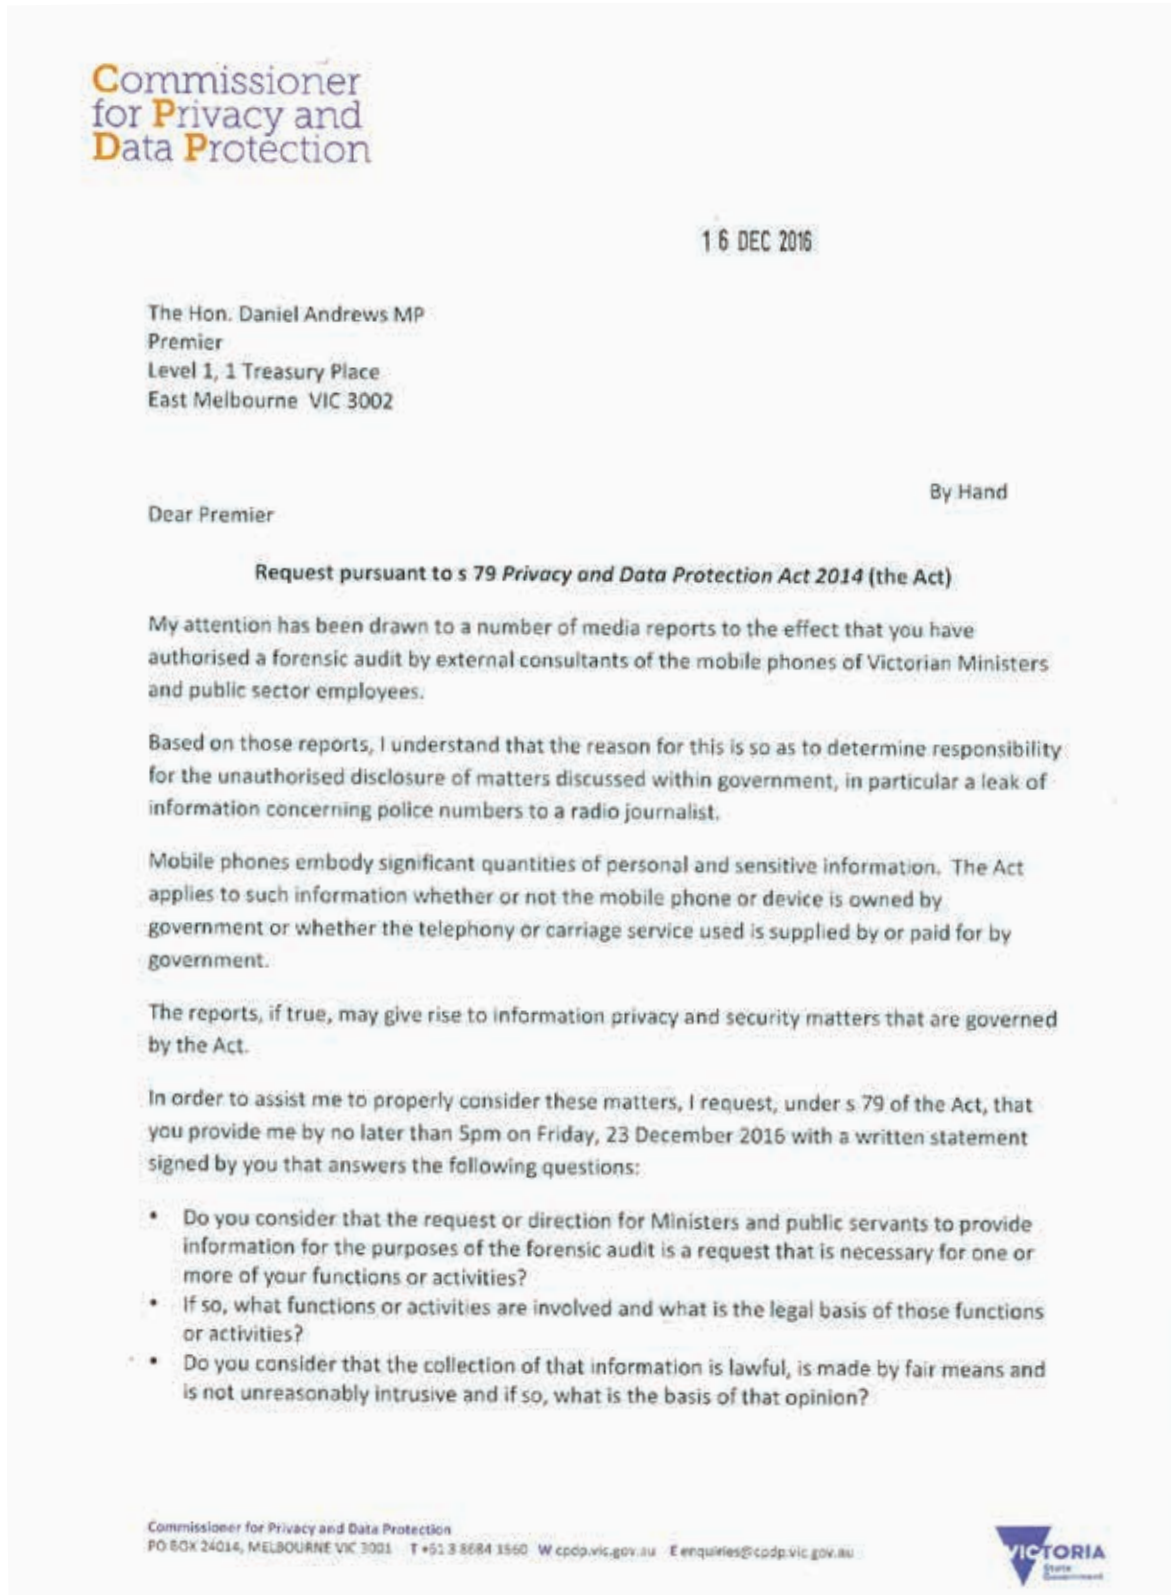 Commissioner
for Privacy and
Data Protection
16 DEC 2016
The Hon. Daniel Andrews MP
Premier
Level 1, 1 Treasury Place
East Melbourne VIC 3002
By Hand
Dear Premier
Request pursuant to s 79 Privacy and Data Protection Act 2014 (the Act)
My attention has been drawn to a number of media reports to the effect that you have
authorised a forensic audit by external consultants of the mobile phones of Victorian Ministers
and public sector employees.
Based on those reports, I understand that the reason for this is so as to determine responsibility
for the unauthorised disclosure of matters discussed within government, in particular a leak of
information concerning police numbers to a radio journalist.
Mobile phones embody significant quantities of personal and sensitive information. The Act
applies to such information whether or not the mobile phone or device is owned by
government or whether the telephony or carriage service used is supplied by or paid for by
government.
The reports, if true, may give rise to information privacy and security matters that are governed
by the Act.
In order to assist me to properly consider these matters, I request, under s 79 of the Act, that
you provide me by no later than 5pm on Friday, 23 December 2016 with a written statement
signed by you that answers the following questions:
• Do you consider that the request or direction for Ministers and public servants to provide
information for the purposes of the forensic audit is a request that is necessary for one or
more of your functions or activities?
• If so, what functions or activities are involved and what is the legal basis of those functions
or activities?
• Do you consider that the collection of that information is lawful, is made by fair means and
is not unreasonably intrusive and if so, what is the basis of that opinion?
Commissioner for Privacy and Data Protection
PO BOX 24014, MELBOURNE VIC 3001 T +61 3 8684 1660 W cpdp.vic.gov.au E enquiries@cpdp.vic.gov.au
VICTORIA
State
Government